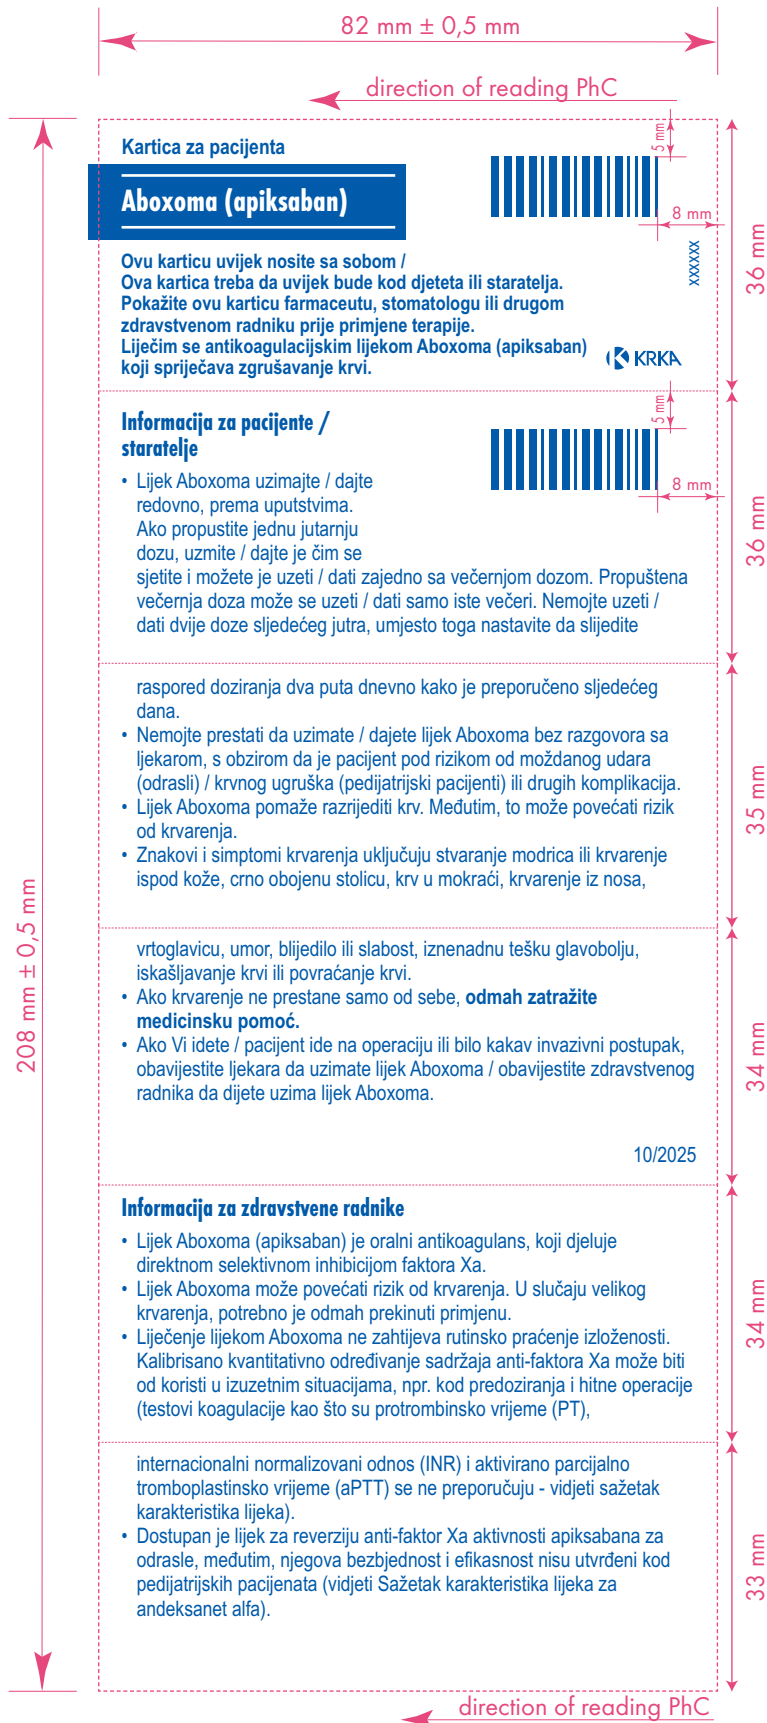 82 mm ± 0,5 mm
direction of reading PhC
5 mm
Kartica za pacijenta
Aboxoma (apiksaban)
8 mm
xxxxxx
36 mm
Ovu karticu uvijek nosite sa sobom /
Ova kartica treba da uvijek bude kod djeteta ili staratelja.
Pokažite ovu karticu farmaceutu, stomatologu ili drugom
zdravstvenom radniku prije primjene terapije.
Liječim se antikoagulacijskim lijekom Aboxoma (apiksaban)
koji spriječava zgrušavanje krvi.
KRKA
5 mm
Informacija za pacijente /
staratelje
8 mm
36 mm
• Lijek Aboxoma uzimajte / dajte
redovno, prema uputstvima.
Ako propustite jednu jutarnju
dozu, uzmite / dajte je čim se
sjetite i možete je uzeti / dati zajedno sa večernjom dozom. Propuštena
večernja doza može se uzeti / dati samo iste večeri. Nemojte uzeti /
dati dvije doze sljedećeg jutra, umjesto toga nastavite da slijedite
raspored doziranja dva puta dnevno kako je preporučeno sljedećeg
dana.
• Nemojte prestati da uzimate / dajete lijek Aboxoma bez razgovora sa
ljekarom, s obzirom da je pacijent pod rizikom od moždanog udara
(odrasli) / krvnog ugruška (pedijatrijski pacijenti) ili drugih komplikacija.
• Lijek Aboxoma pomaže razrijediti krv. Međutim, to može povećati rizik
od krvarenja.
• Znakovi i simptomi krvarenja uključuju stvaranje modrica ili krvarenje
ispod kože, crno obojenu stolicu, krv u mokraći, krvarenje iz nosa,
35 mm
208 mm ± 0,5 mm
vrtoglavicu, umor, blijedilo ili slabost, iznenadnu tešku glavobolju,
iskašljavanje krvi ili povraćanje krvi.
• Ako krvarenje ne prestane samo od sebe, odmah zatražite
medicinsku pomoć.
• Ako Vi idete / pacijent ide na operaciju ili bilo kakav invazivni postupak,
obavijestite ljekara da uzimate lijek Aboxoma / obavijestite zdravstvenog
radnika da dijete uzima lijek Aboxoma.
34 mm
10/2025
Informacija za zdravstvene radnike
• Lijek Aboxoma (apiksaban) je oralni antikoagulans, koji djeluje
direktnom selektivnom inhibicijom faktora Xa.
• Lijek Aboxoma može povećati rizik od krvarenja. U slučaju velikog
krvarenja, potrebno je odmah prekinuti primjenu.
• Liječenje lijekom Aboxoma ne zahtijeva rutinsko praćenje izloženosti.
Kalibrisano kvantitativno određivanje sadržaja anti-faktora Xa može biti
od koristi u izuzetnim situacijama, npr. kod predoziranja i hitne operacije
(testovi koagulacije kao što su protrombinsko vrijeme (PT),
34 mm
internacionalni normalizovani odnos (INR) i aktivirano parcijalno
tromboplastinsko vrijeme (aPTT) se ne preporučuju - vidjeti sažetak
karakteristika lijeka).
• Dostupan je lijek za reverziju anti-faktor Xa aktivnosti apiksabana za
odrasle, međutim, njegova bezbjednost i efikasnost nisu utvrđeni kod
pedijatrijskih pacijenata (vidjeti Sažetak karakteristika lijeka za
andeksanet alfa).
33 mm
direction of reading PhC